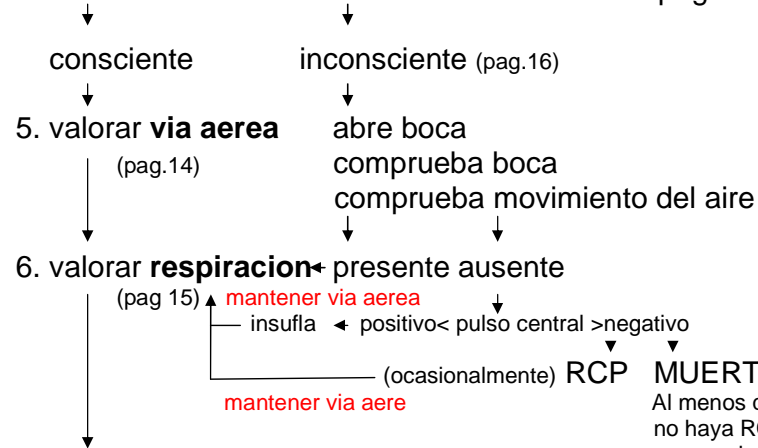 consciente inconsciente (pag.16)
5. valorar via aerea abre boca
(pag.14) comprueba boca
comprueba movimiento del aire
6. valorar respiracion presente ausente
(pag 15) mantener via aerea
insufla positivo< pulso central >negativo
(ocasionalmente) RCP MUERT
mantener via aere Al menos
no haya